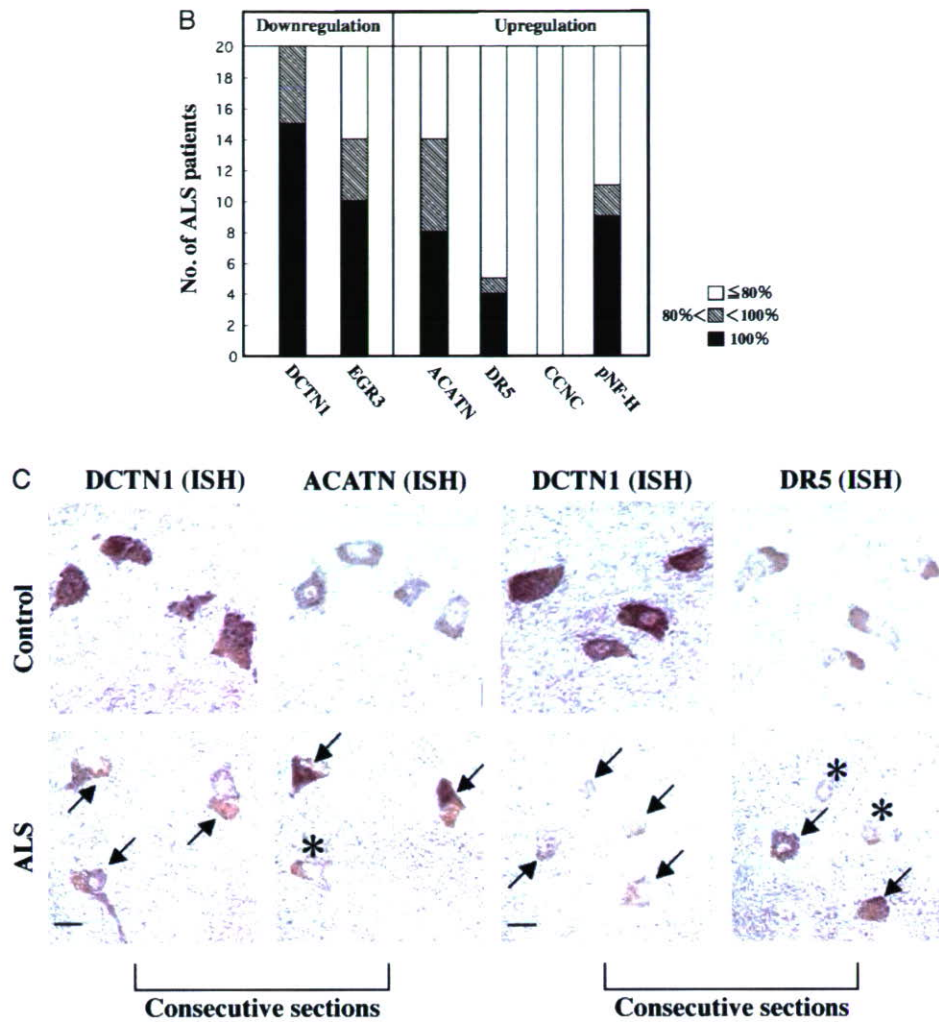 B
Downregulation Upregulation
20
18
16
14
12
10
8
6
4
2
0
No. of ALS patients
DCTN1 EGR3 ACATN DR5 CCNC pNF-H
≦80%
80%< <100%
100%
C
DCTN1 (ISH) ACATN (ISH) DCTN1 (ISH) DR5 (ISH)
Control
ALS
*
*
*
Consecutive sections Consecutive sections